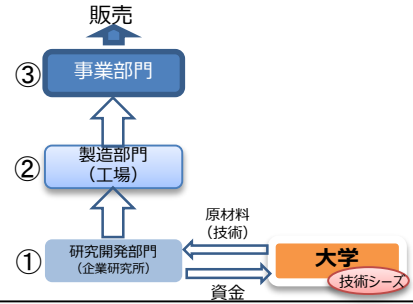 販売
③
事業部門
②
製造部門
（工場）
原材料
（技術）
①
研究開発部門
（企業研究所）
大学
技術シーズ
資金